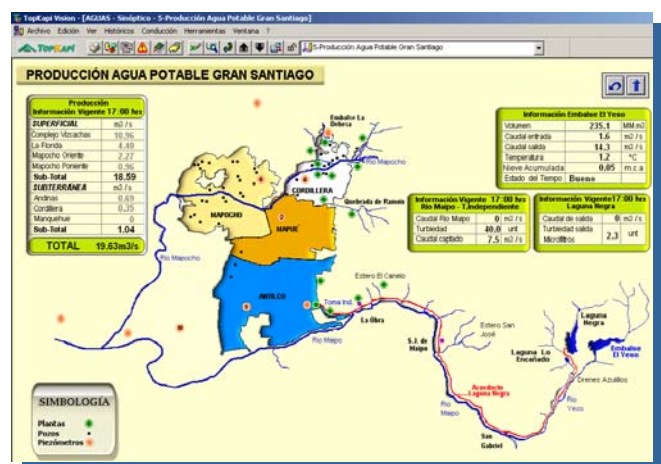 TopKapi Vision - [AGUAS - Sinóptico - 5-Producción Agua Potable Gran Santiago]
Archivo Edición Ver Históricos Conducción Herramientas Ventana ?
TOPKAPI
5-Producción Agua Potable Gran Santiago
PRODUCCIÓN AGUA POTABLE GRAN SANTIAGO
Producción
Información Vigente 17:00 hrs
SUPERFICIAL m3/s
Complejo Vizcachas 10,96
La Florida 4,40
Mapocho Oriente 2,27
Mapocho Poniente 0,96
Sub-Total 18.59
SUBTERRÁNEA m3/s
Andinas 0,69
Cordillera 0,35
Manquehue 0
Sub-Total 1.04
TOTAL 19.63m3/s
Información Embalse El Yeso
Volumen 235,1 MM m3
Caudal entrada 1,6 m3/s
Caudal salida 14,3 m3/s
Temperatura 1,2 °C
Nieve Acumulada 0,05 m.c.a
Estado del Tiempo Bueno
Información Vigente 17:00 hrs
Río Maipo - T.Independiente
Caudal Río Maipo 0 m3/s
Turbiedad 40,0 unt
Caudal captado 7,5 m3/s
Información Vigente 17:00 hrs
Laguna Negra
Caudal de salida 0 m3/s
Turbiedad salida
Microfiltros 2,3 unt
Embalse La
Dehesa
Río Mapocho
CORDILLERA
Quebrada de Ramón
MAPOCHO
MAPUE
Río Mapocho
ANTILCO
Estero El Canelo
Toma Ind.
La Obra
Río Maipo
S.J. de
Maipo
Estero San
José
Laguna
Negra
Laguna Lo
Encañado
Embalse
El Yeso
Drenes Azulillos
Acueducto
Laguna Negra
Río
Maipo
Río
Yeso
San
Gabriel
SIMBOLOGÍA
Plantas
Pozos
Piezómetros